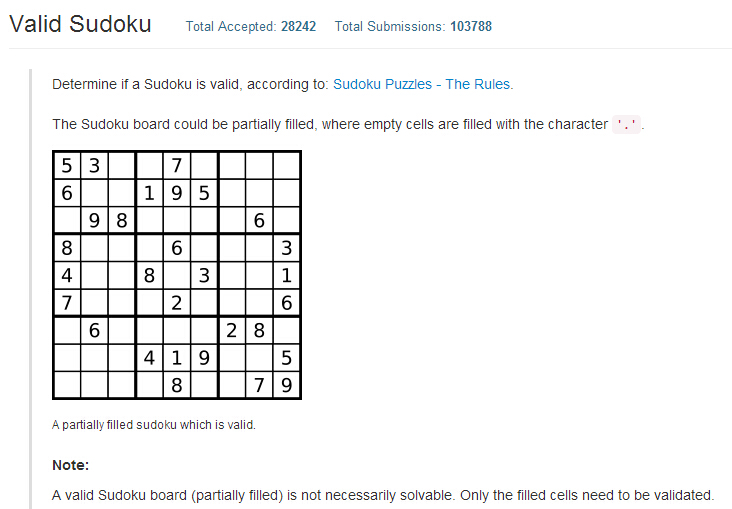 Valid Sudoku Total Accepted: 28242 Total Submissions: 103788
Determine if a Sudoku is valid, according to: Sudoku Puzzles - The Rules.
The Sudoku board could be partially filled, where empty cells are filled with the character '.'.
5 3 7
6 1 9 5
9 8 6
8 6 3
4 8 3 1
7 2 6
6 2 8
4 1 9 5
8 7 9
A partially filled sudoku which is valid.
Note:
A valid Sudoku board (partially filled) is not necessarily solvable. Only the filled cells need to be validated.